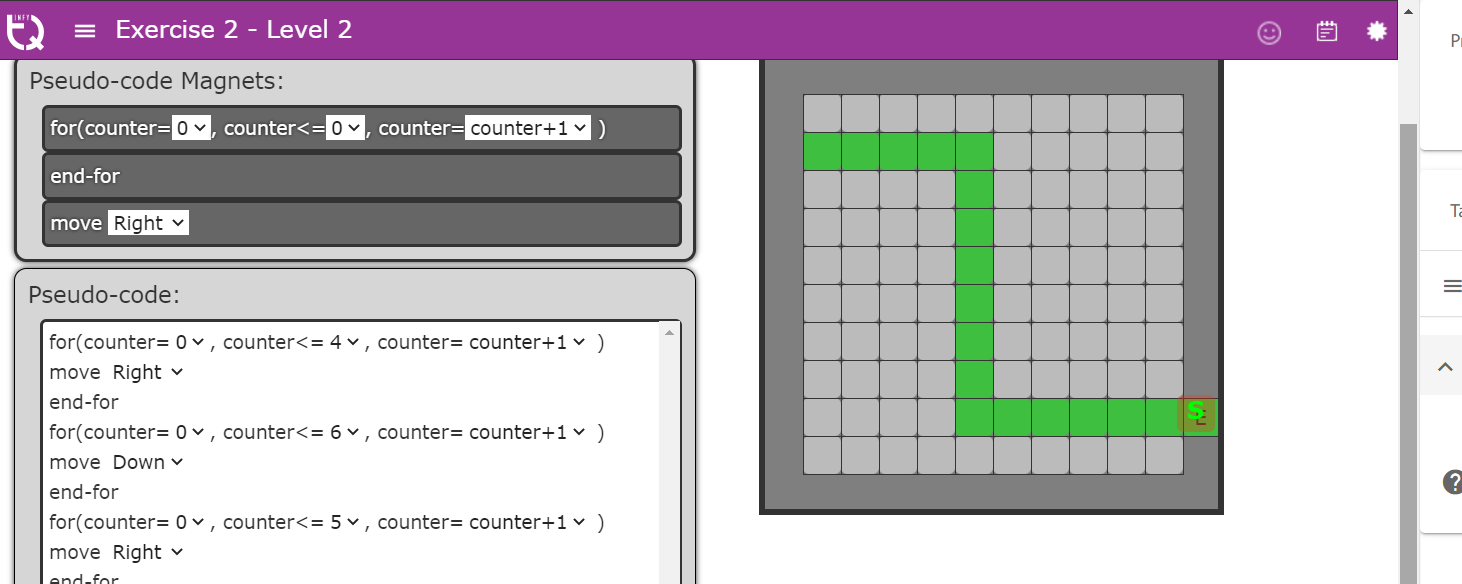 INFY
TQ
Exercise 2 - Level 2
Pseudo-code Magnets:
for(counter= 0 , counter<= 0 , counter= counter+1 )
end-for
move Right
Pseudo-code:
for(counter= 0 , counter<= 4 , counter= counter+1 )
move Right
end-for
for(counter= 0 , counter<= 6 , counter= counter+1 )
move Down
end-for
for(counter= 0 , counter<= 5 , counter= counter+1 )
move Right
end-for
S
E